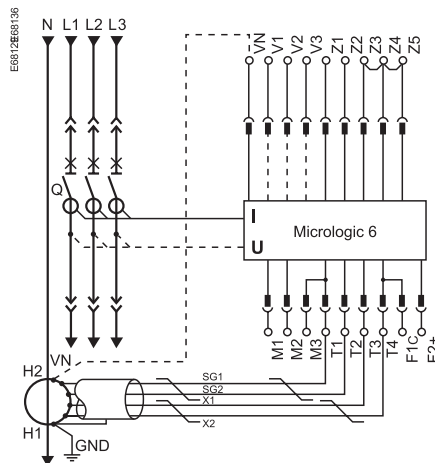 E68136
N L1 L2 L3
VN
V1
V2
V3
Z1
Z2
Z3
Z4
Z5
Q
I
U
Micrologic 6
M1
M2
M3
T1
T2
T3
T4
F1C
F2+
VN
H2
SG1
SG2
X1
X2
H1
GND